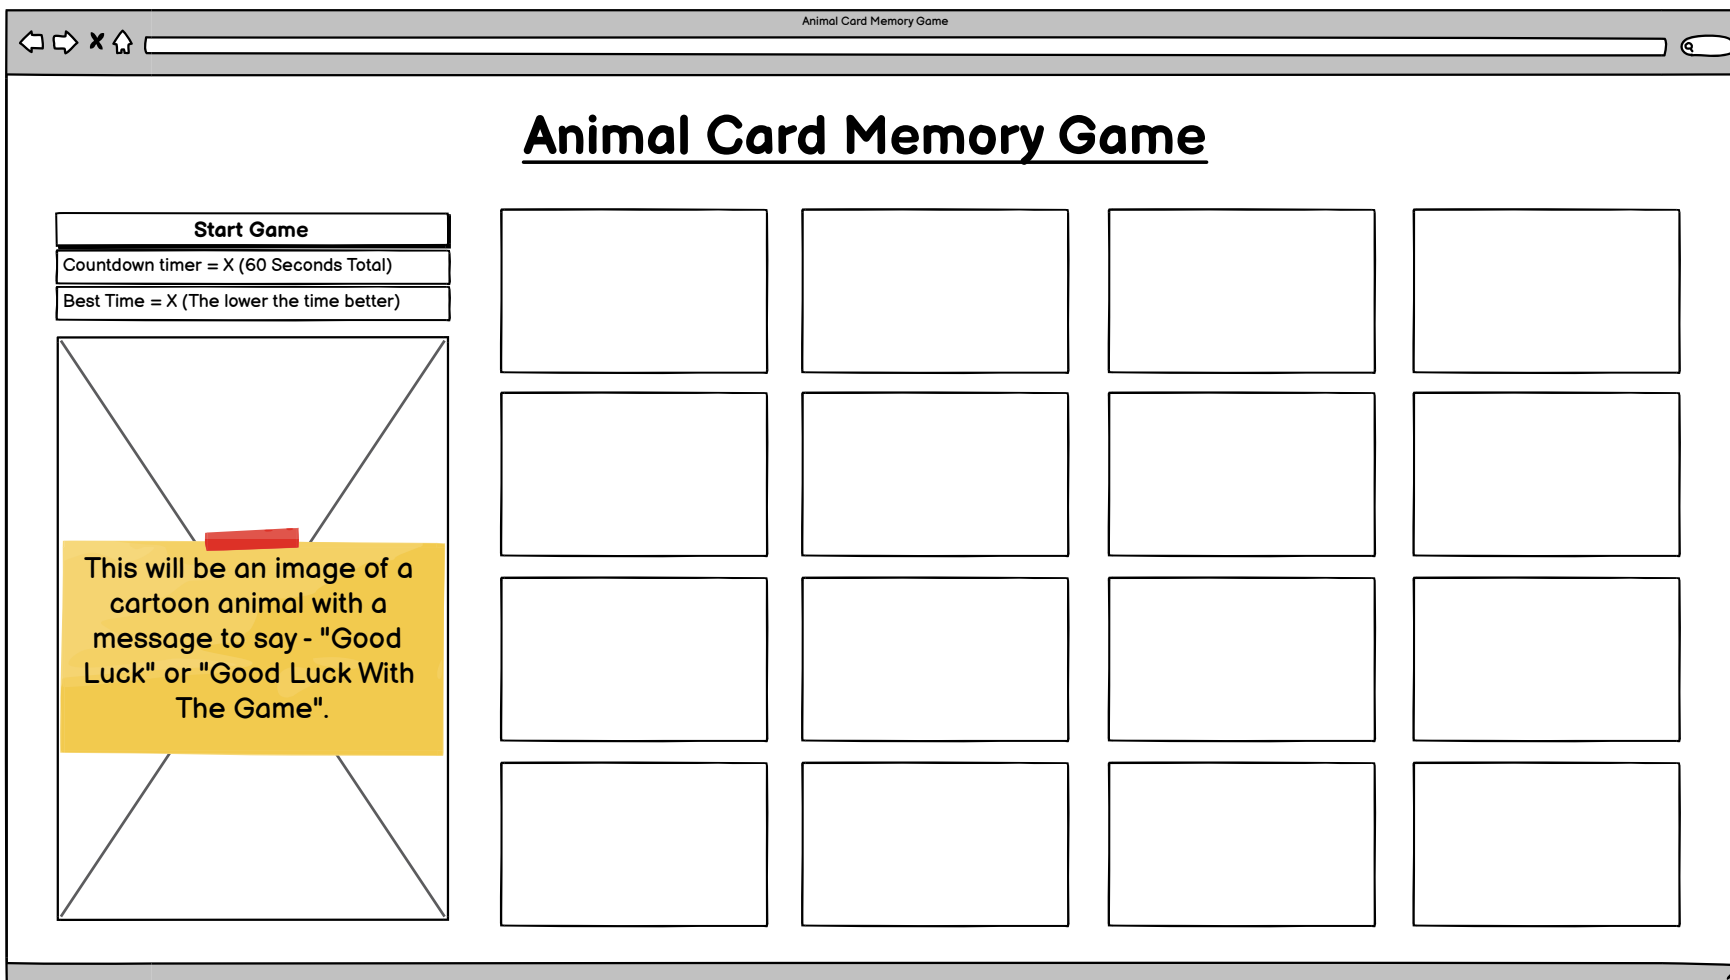 Animal Card Memory Game
Animal Card Memory Game
Start Game
Countdown timer = X (60 Seconds Total)
Best Time = X (The lower the time better)
This will be an image of a
cartoon animal with a
message to say - "Good
Luck" or "Good Luck With
The Game".